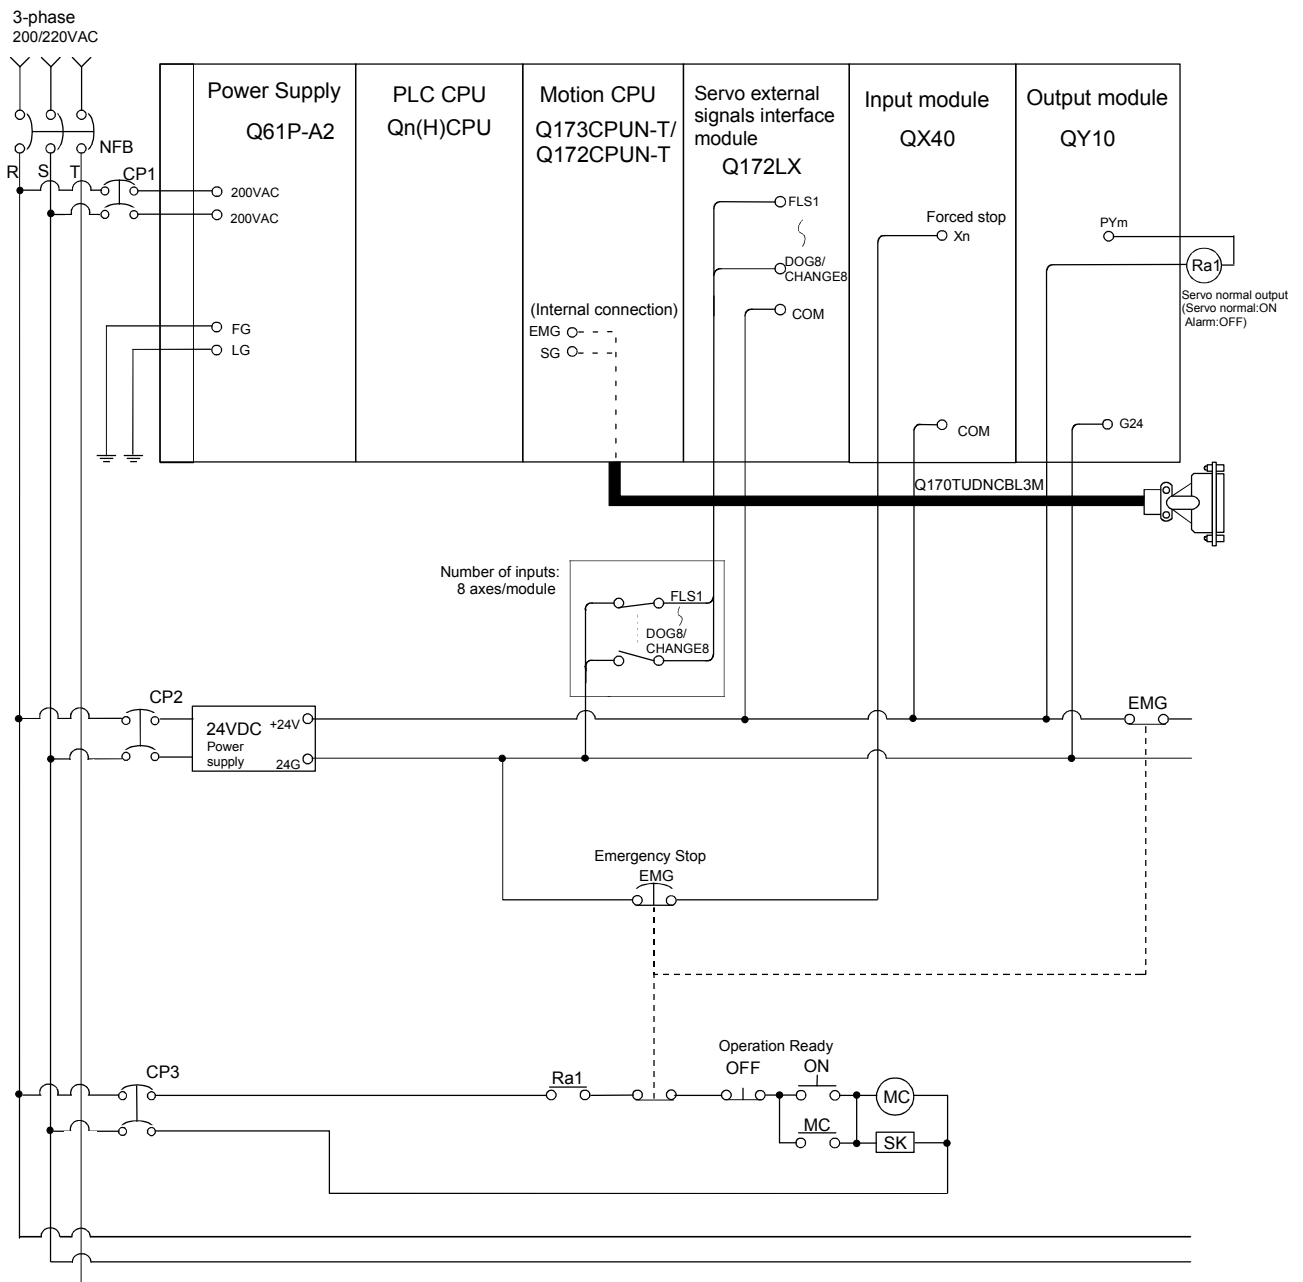 3-phase
200/220VAC
NFB
R
S
T
CP1
Power Supply
Q61P-A2
200VAC
200VAC
FG
LG
PLC CPU
Qn(H)CPU
Motion CPU
Q173CPUN-T/
Q172CPUN-T
(Internal connection)
EMG
SG
Servo external
signals interface
module
Q172LX
FLS1
DOG8/
CHANGE8
COM
Input module
QX40
Forced stop
Xn
COM
Output module
QY10
PYm
Ra1
Servo normal output
(Servo normal:ON
Alarm:OFF)
G24
Q170TUDNCBL3M
Number of inputs:
8 axes/module
FLS1
DOG8/
CHANGE8
CP2
24VDC
Power
supply
+24V
24G
EMG
Emergency Stop
EMG
CP3
Ra1
Operation Ready
OFF
ON
MC
MC
SK